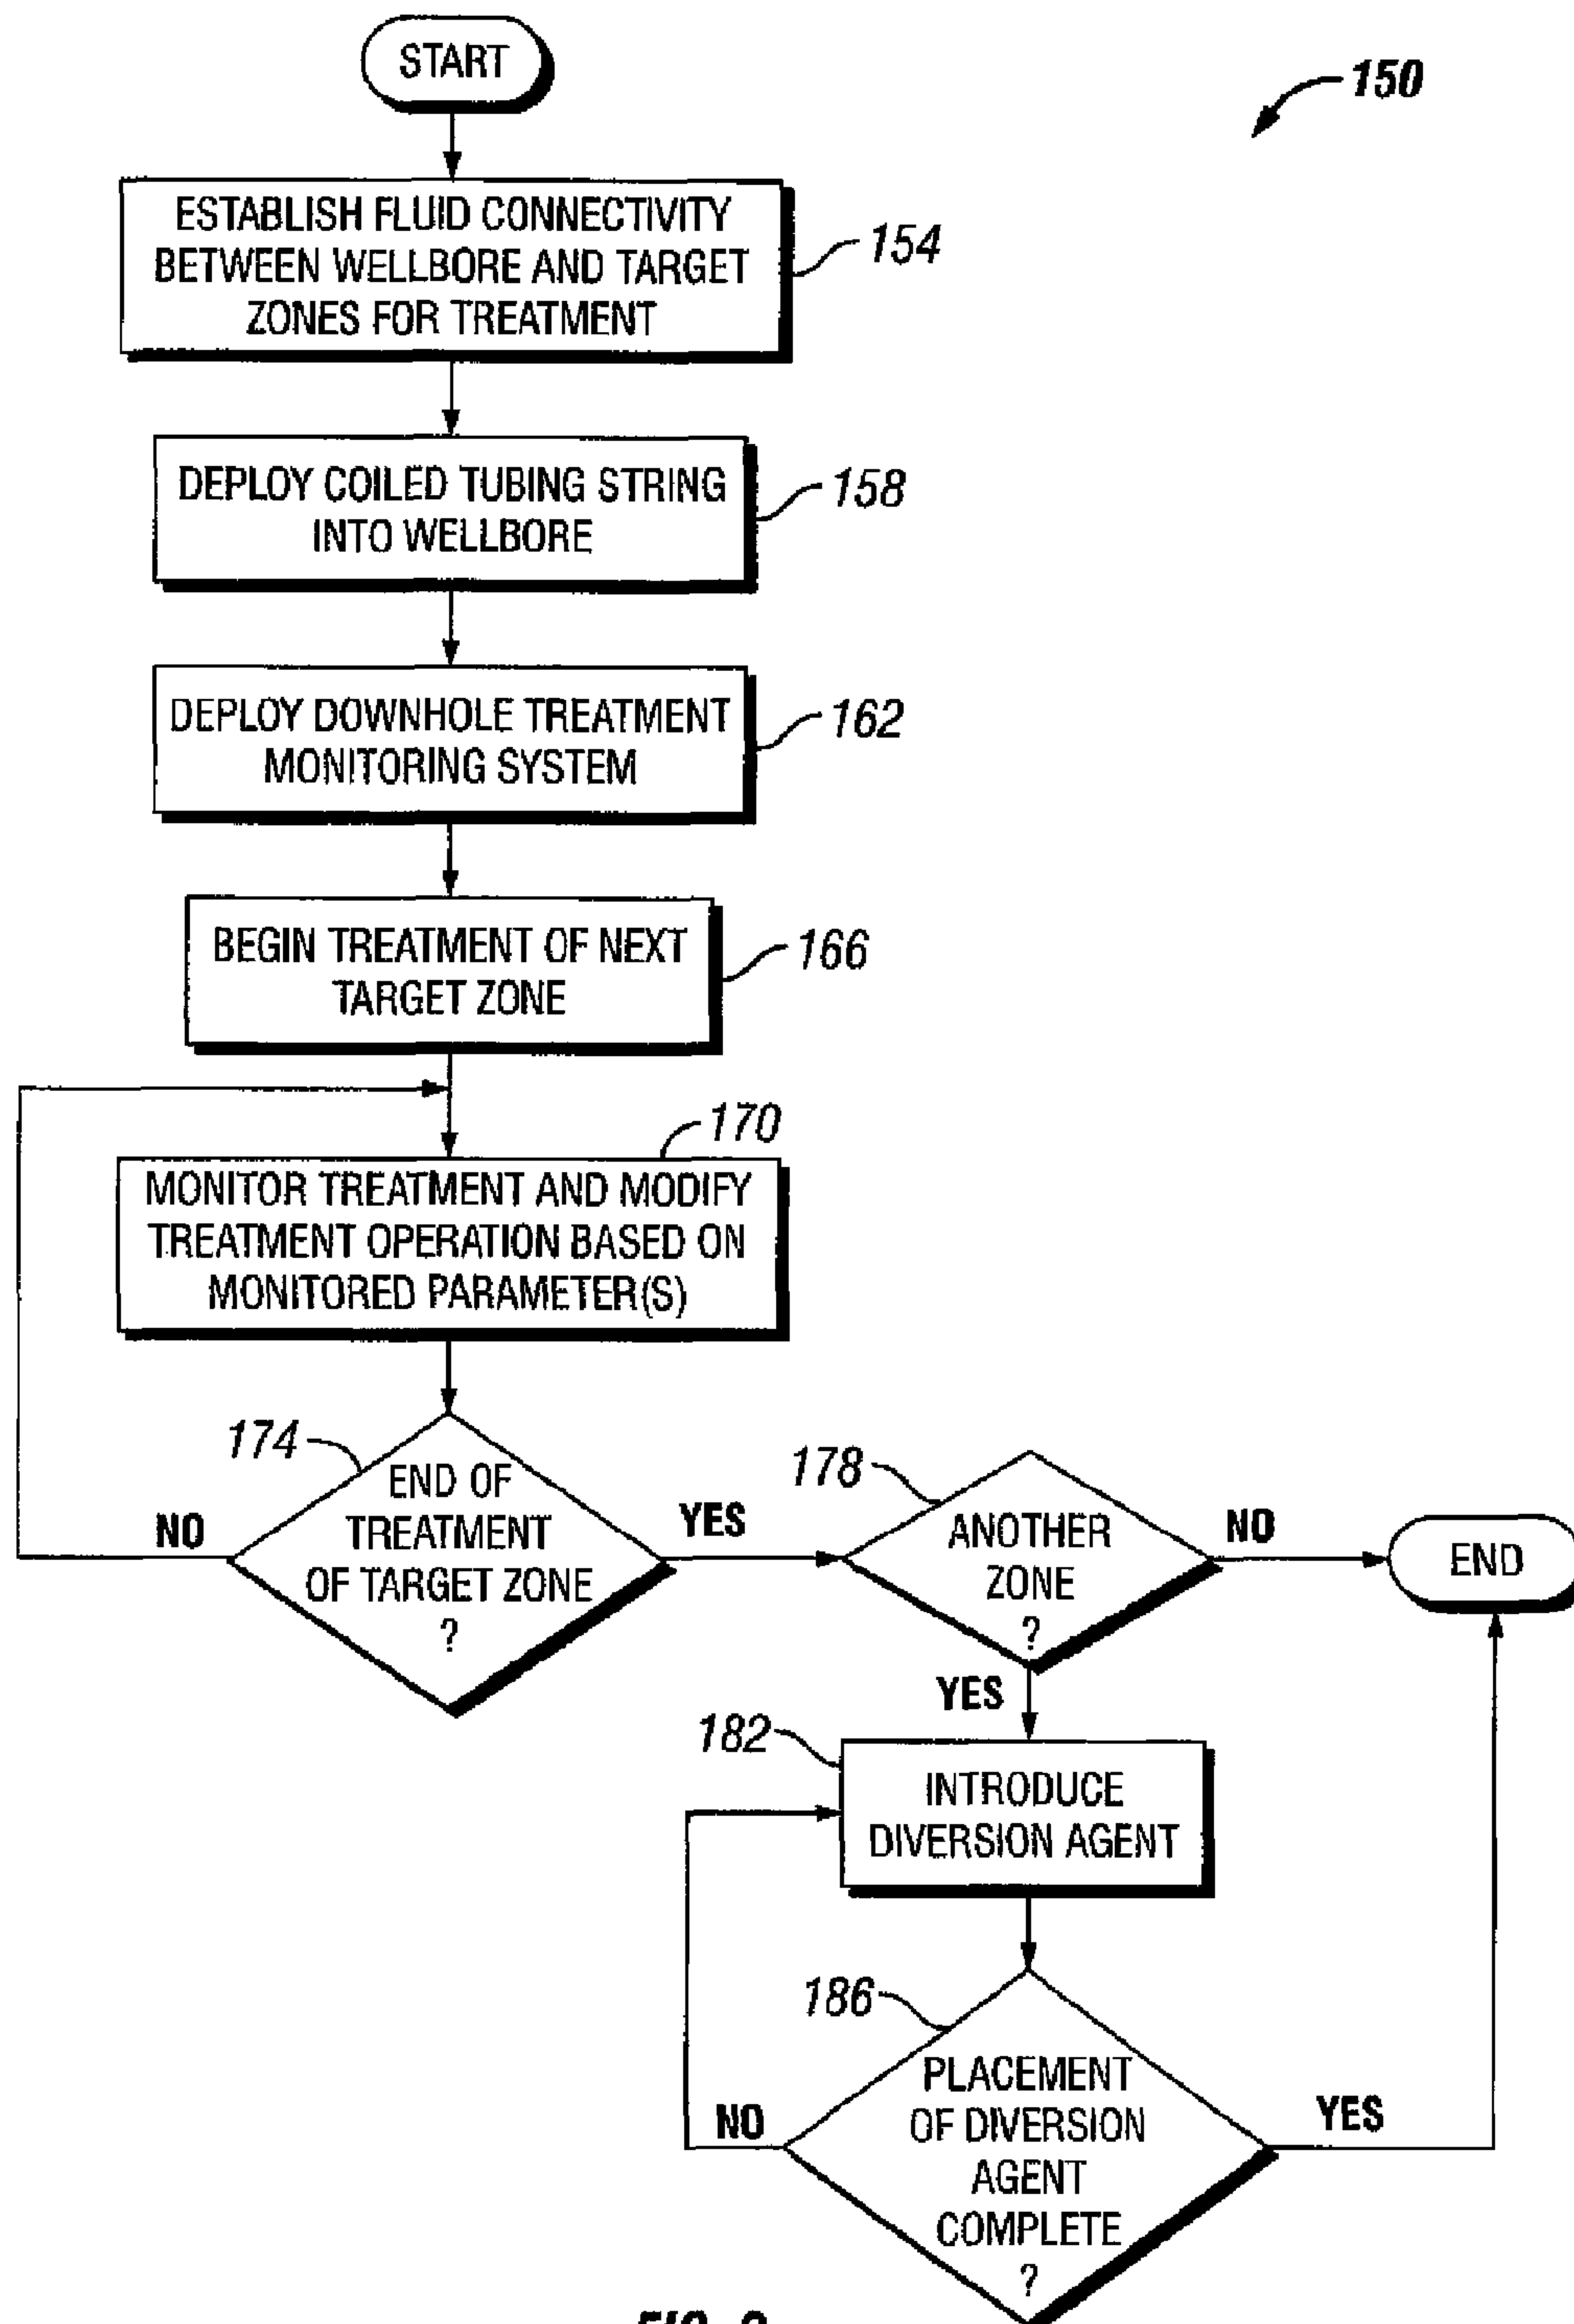 START
150
ESTABLISH FLUID CONNECTIVITY
BETWEEN WELLBORE AND TARGET
ZONES FOR TREATMENT
154
DEPLOY COILED TUBING STRING
INTO WELLBORE
158
DEPLOY DOWNHOLE TREATMENT
MONITORING SYSTEM
162
BEGIN TREATMENT OF NEXT
TARGET ZONE
166
170
MONITOR TREATMENT AND MODIFY
TREATMENT OPERATION BASED ON
MONITORED PARAMETER(S)
174
END OF
TREATMENT
OF TARGET ZONE
?
NO
YES
178
ANOTHER
ZONE
?
NO
END
YES
182
INTRODUCE
DIVERSION AGENT
186
PLACEMENT
OF DIVERSION
AGENT
COMPLETE
?
NO
YES